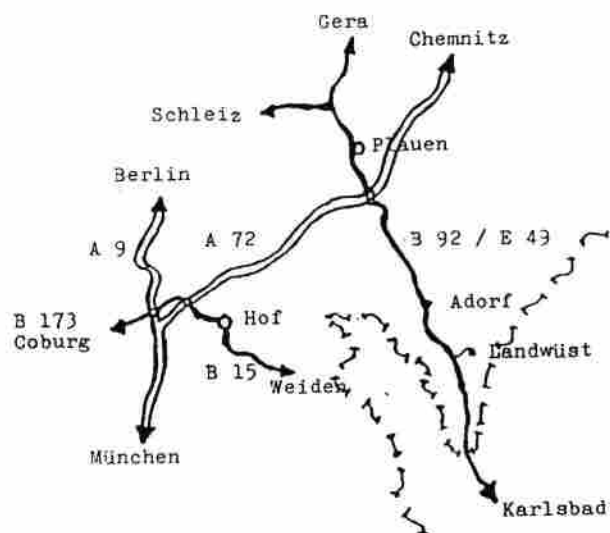 Gera
Chemnitz
Schleiz
Plauen
Berlin
A 9
A 72
B 92 / E 49
B 173
Coburg
Hof
Adorf
Landwüst
B 15
Weiden
München
Karlsbad